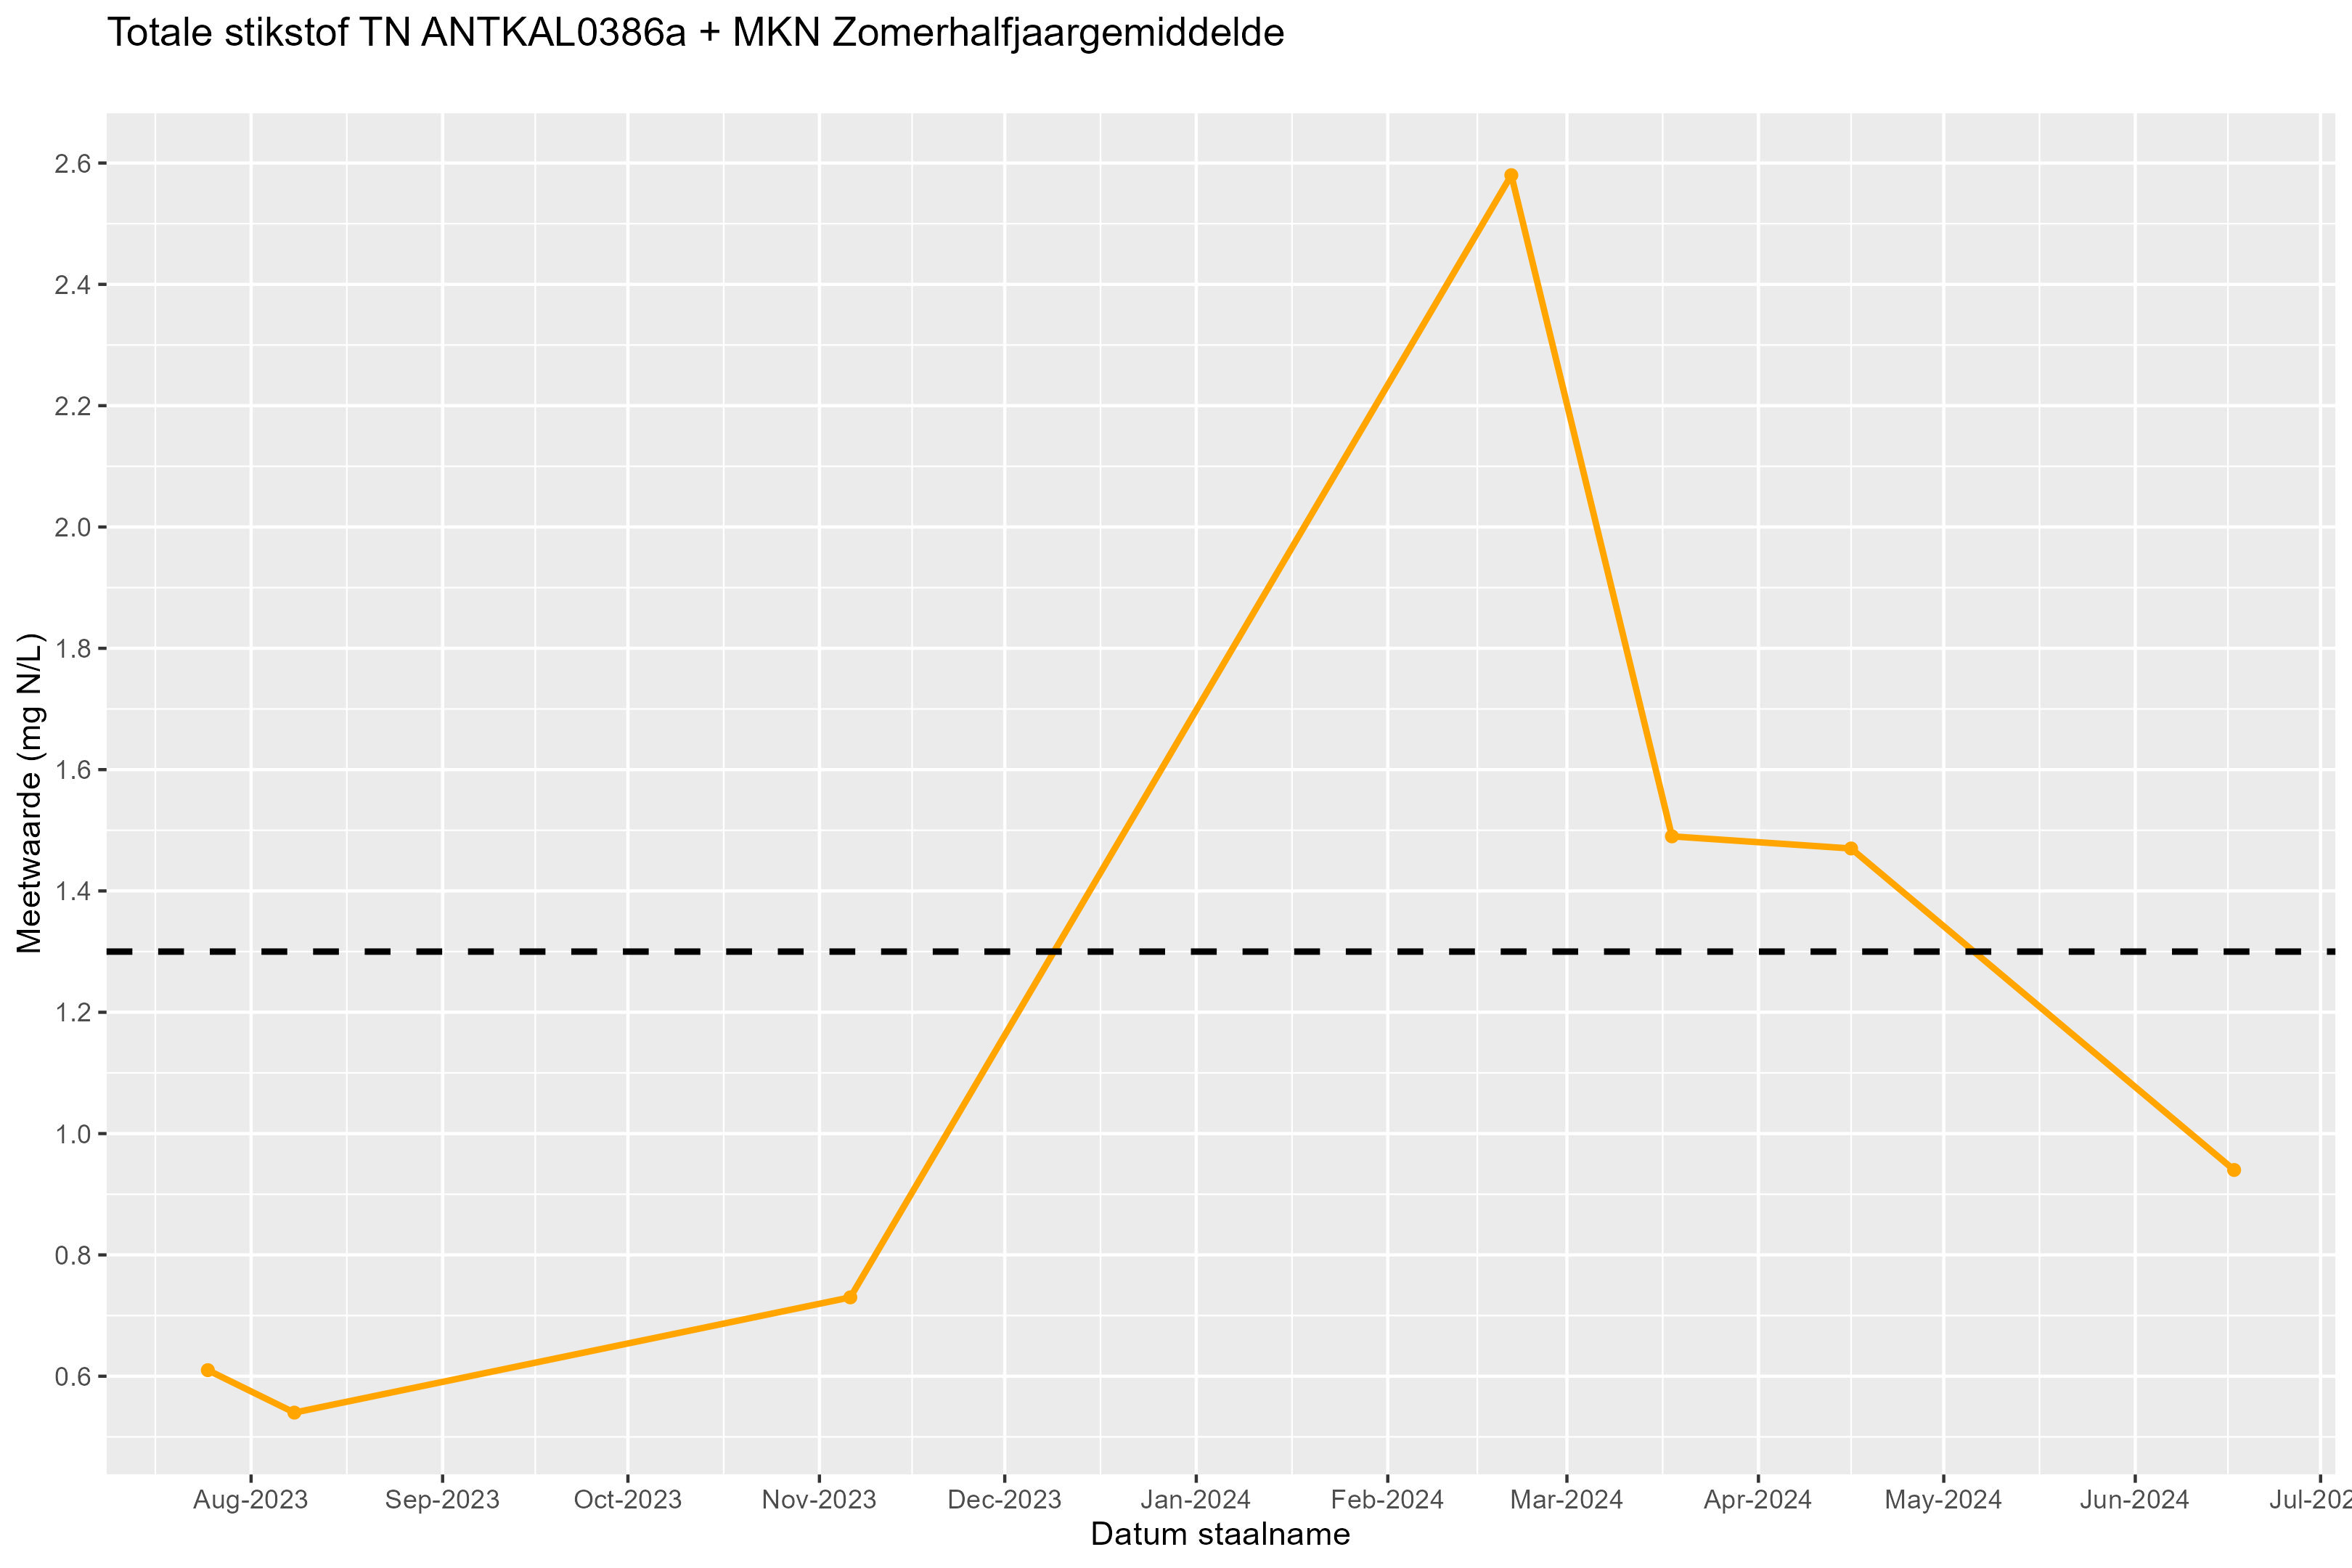 Totale stikstof TN ANTKAL0386a + MKN Zomerhalfjaargemiddelde
Meetwaarde (mg N/L)
2.6
2.4
2.2
2.0
1.8
1.6
1.4
1.2
1.0
0.8
0.6
Aug-2023 Sep-2023 Oct-2023 Nov-2023 Dec-2023 Jan-2024 Feb-2024 Mar-2024 Apr-2024 May-2024 Jun-2024 Jul-202
Datum staalname